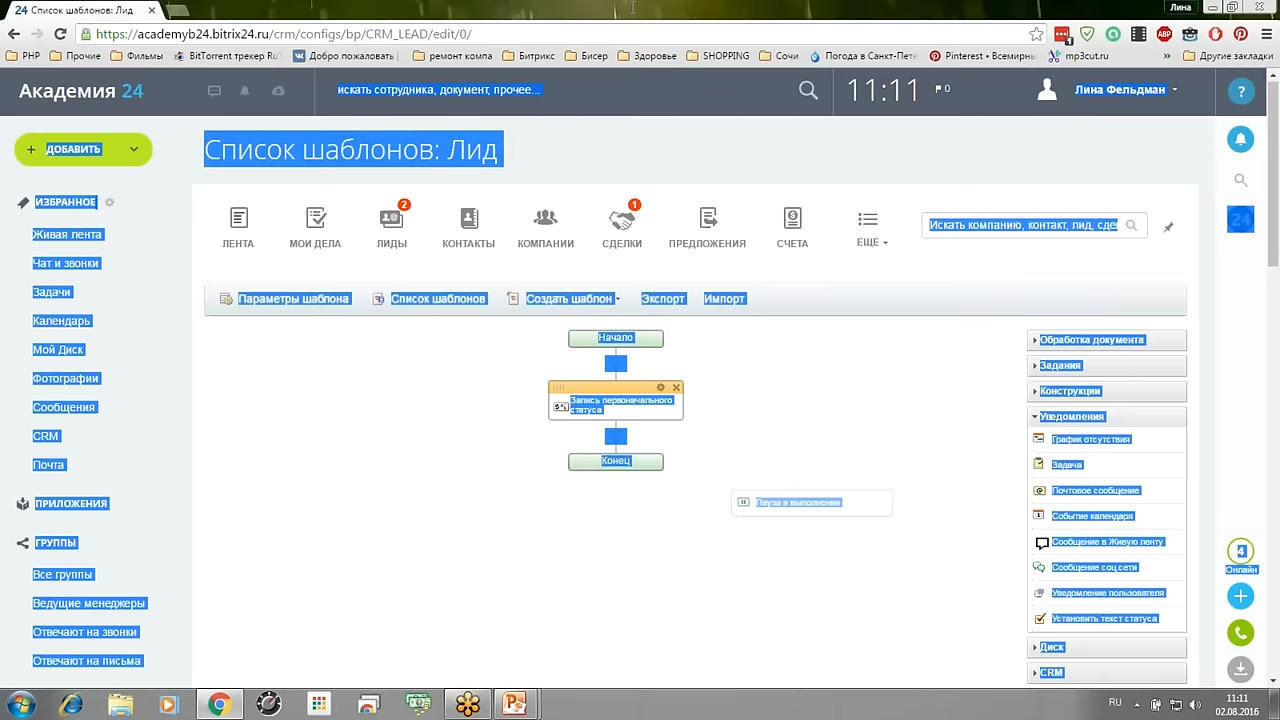 24 Список шаблонов: Лид
Лина
https://academyb24.bitrix24.ru/crm/configs/bp/CRM_LEAD/edit/0/
1
ABP
PHP
Прочие
Фильмы
BitTorrent трекер Ru
Добро пожаловать
ремонт компа
Битрикс
Бисер
Здоровье
SHOPPING
Сочи
Погода в Санкт-Пете
Pinterest • Всемирны
mp3cut.ru
»
Другие закладки
Академия 24
искать сотрудника, документ, прочее...
11:11
0
Лина Фельдман
?
+ ДОБАВИТЬ
Список шаблонов: Лид
ИЗБРАННОЕ
Живая лента
Чат и звонки
Задачи
Календарь
Мой Диск
Фотографии
Сообщения
CRM
Почта
ПРИЛОЖЕНИЯ
ГРУППЫ
Все группы
Ведущие менеджеры
Отвечают на звонки
Отвечают на письма
ЛЕНТА
МОИ ДЕЛА
2
ЛИДЫ
КОНТАКТЫ
КОМПАНИИ
1
СДЕЛКИ
ПРЕДЛОЖЕНИЯ
СЧЕТА
ЕЩЕ
Искать компанию, контакт, лид, сдел
24
Параметры шаблона
Список шаблонов
Создать шаблон
Экспорт
Импорт
Начало
Запись первоначального
статуса
Конец
Пауза в выполнении
Обработка документа
Задания
Конструкции
Уведомления
График отсутствия
Задача
Почтовое сообщение
Событие календаря
Сообщение в Живую ленту
Сообщение соц.сети
Уведомление пользователя
Установить текст статуса
Диск
CRM
4
Онлайн
RU
11:11
02.08.2016